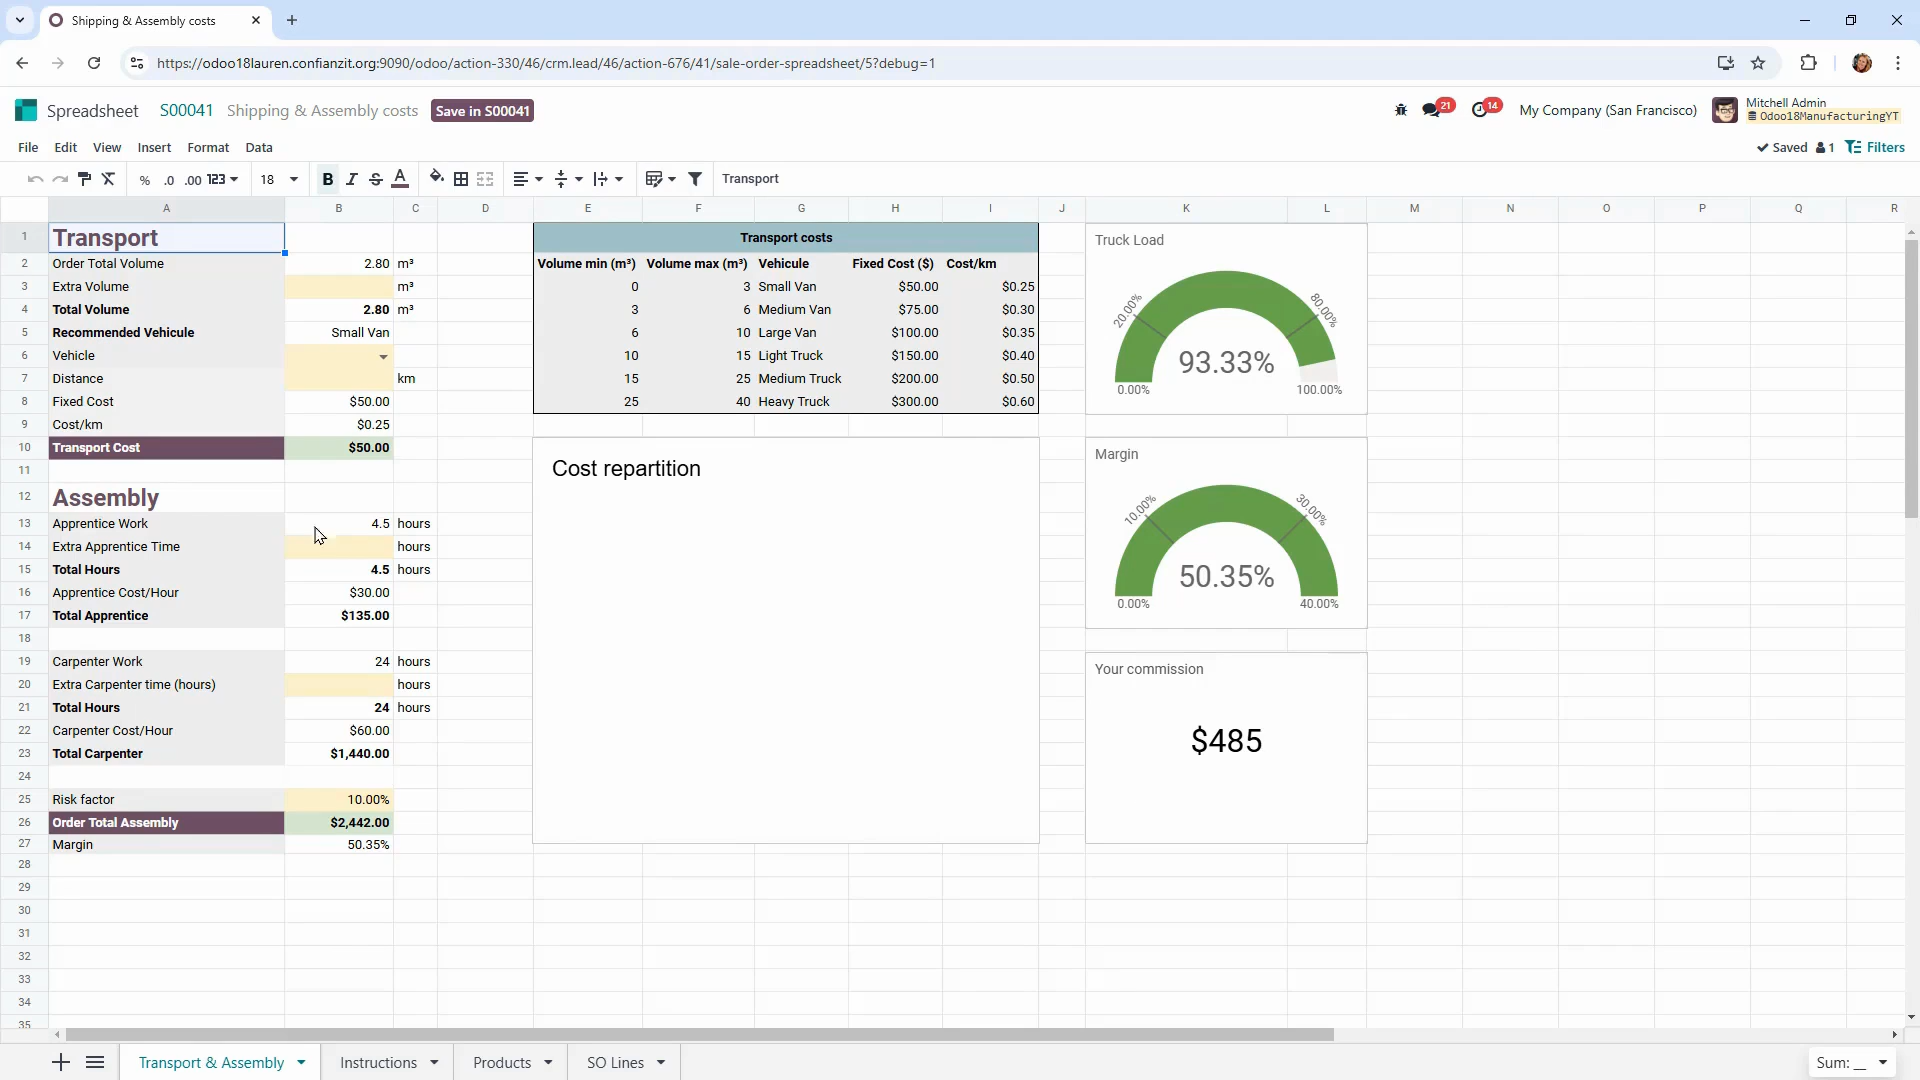 Shipping & Assembly costs
https://odoo18lauren.confianzit.org:9090/odoo/action-330/46/crm.lead/46/action-676/41/sale-order-spreadsheet/5?debug=1
Spreadsheet S00041 Shipping & Assembly costs Save in S00041 21 14 My Company (San Francisco) Mitchell Admin
Odoo18ManufacturingYT
File Edit View Insert Format Data Saved 1 Filters
% .0 .00 123 18 B I S A Transport
A B C D E F G H I J K L M N O P Q R
1 Transport Transport costs Truck Load
2 Order Total Volume 2.80 m³ Volume min (m³) Volume max (m³) Vehicule Fixed Cost ($) Cost/km
3 Extra Volume m³ 0 3 Small Van $50.00 $0.25
4 Total Volume 2.80 m³ 3 6 Medium Van $75.00 $0.30
5 Recommended Vehicule Small Van 6 10 Large Van $100.00 $0.35
6 Vehicle 10 15 Light Truck $150.00 $0.40
7 Distance km 15 25 Medium Truck $200.00 $0.50
8 Fixed Cost $50.00 25 40 Heavy Truck $300.00 $0.60
9 Cost/km $0.25
10 Transport Cost $50.00
11
12 Assembly
13 Apprentice Work 4.5 hours
14 Extra Apprentice Time hours
15 Total Hours 4.5 hours
16 Apprentice Cost/Hour $30.00
17 Total Apprentice $135.00
18
19 Carpenter Work 24 hours
20 Extra Carpenter time (hours) hours
21 Total Hours 24 hours
22 Carpenter Cost/Hour $60.00
23 Total Carpenter $1,440.00
24
25 Risk factor 10.00%
26 Order Total Assembly $2,442.00
27 Margin 50.35%
28
29
30
31
32
33
34
35
Cost repartition
20.00% 80.00%
93.33%
0.00% 100.00%
Margin
10.00% 30.00%
50.35%
0.00% 40.00%
Your commission
$485
Transport & Assembly Instructions Products SO Lines Sum: __